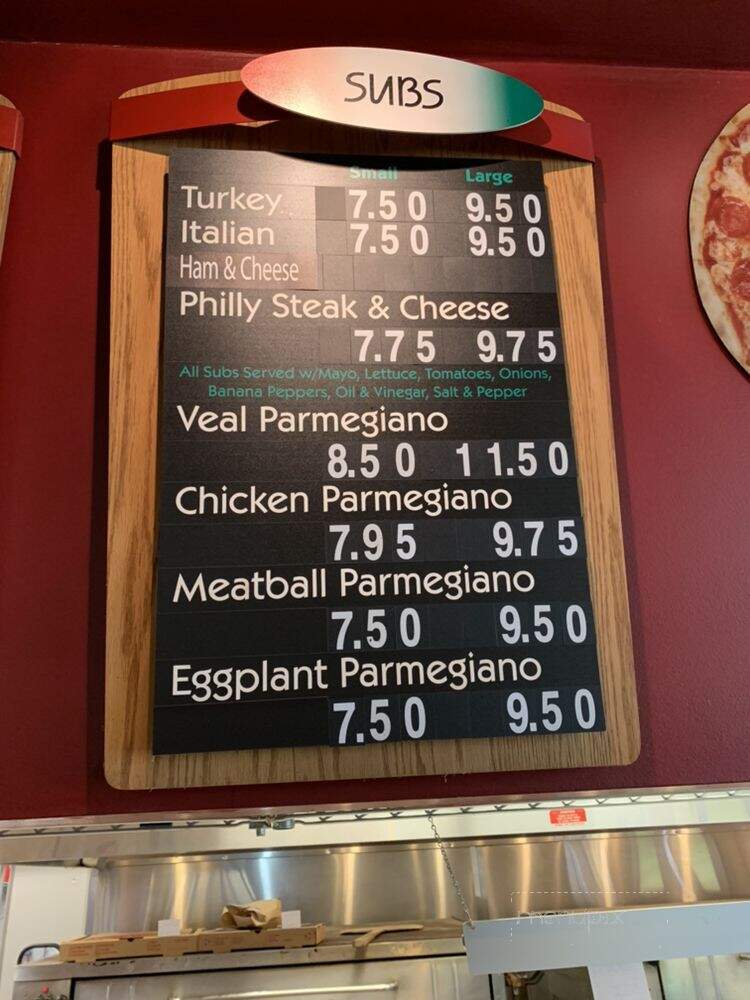 SUBS
Small Large
Turkey 7.50 9.50
Italian 7.50 9.50
Ham & Cheese
Philly Steak & Cheese
7.75 9.75
All Subs Served w/Mayo, Lettuce, Tomatoes, Onions,
Banana Peppers, Oil & Vinegar, Salt & Pepper
Veal Parmegiano
8.50 11.50
Chicken Parmegiano
7.95 9.75
Meatball Parmegiano
7.50 9.50
Eggplant Parmegiano
7.50 9.50